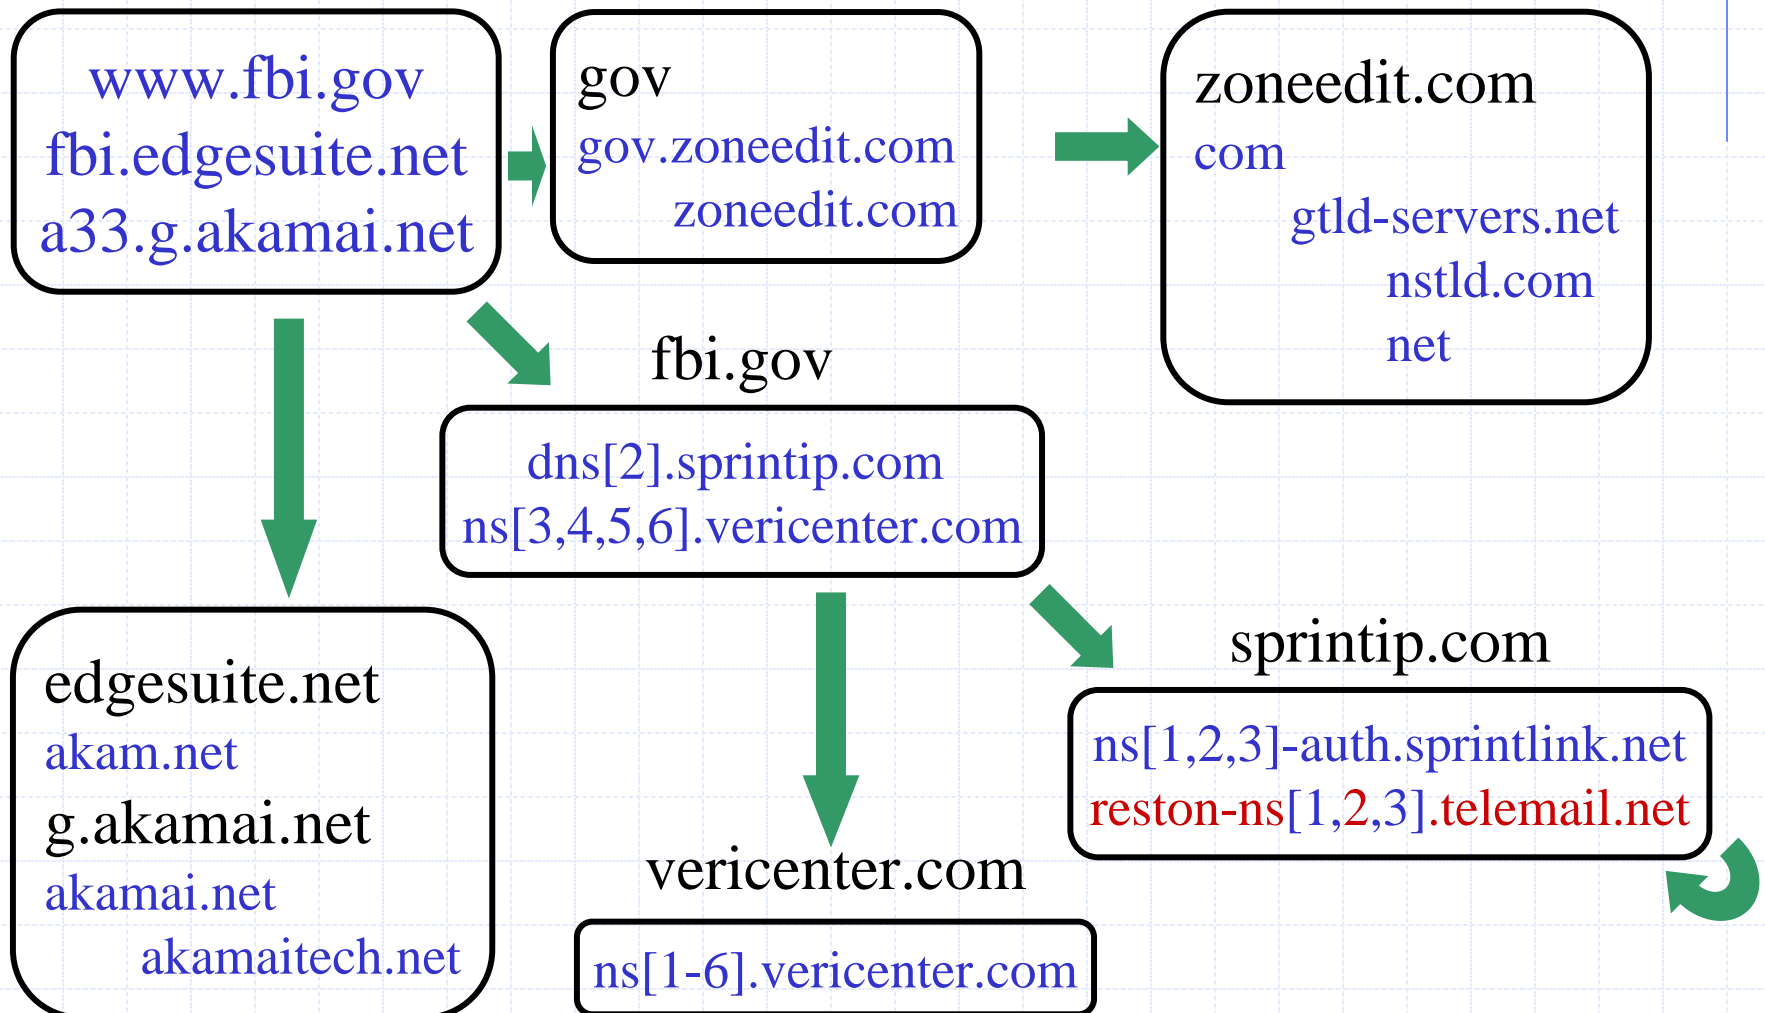 www.fbi.gov
fbi.edgesuite.net
a33.g.akamai.net
gov
gov.zoneedit.com
zoneedit.com
zoneedit.com
com
gtld-servers.net
nstld.com
net
fbi.gov
dns[2].sprintip.com
ns[3,4,5,6].vericenter.com
sprintip.com
ns[1,2,3]-auth.sprintlink.net
reston-ns[1,2,3].telemail.net
edgesuite.net
akam.net
g.akamai.net
akamai.net
akamaitech.net
vericenter.com
ns[1-6].vericenter.com